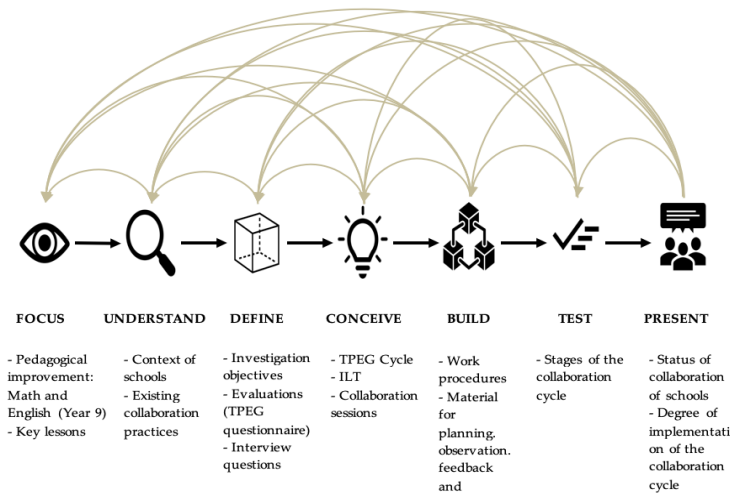 FOCUS
UNDERSTAND
DEFINE
CONCEIVE
BUILD
TEST
PRESENT
- Pedagogical
improvement:
Math and
English (Year 9)
- Key lessons
- Context of
schools
- Existing
collaboration
practices
- Investigation
objectives
- Evaluations
(TPEG
questionnaire)
- Interview
questions
- TPEG Cycle
- ILT
- Collaboration
sessions
- Work
procedures
- Material
for
planning,
observation.
feedback
and
- Stages of the
collaboration
cycle
- Status of
collaboration
of schools
- Degree of
implementati
on of the
collaboration
cycle